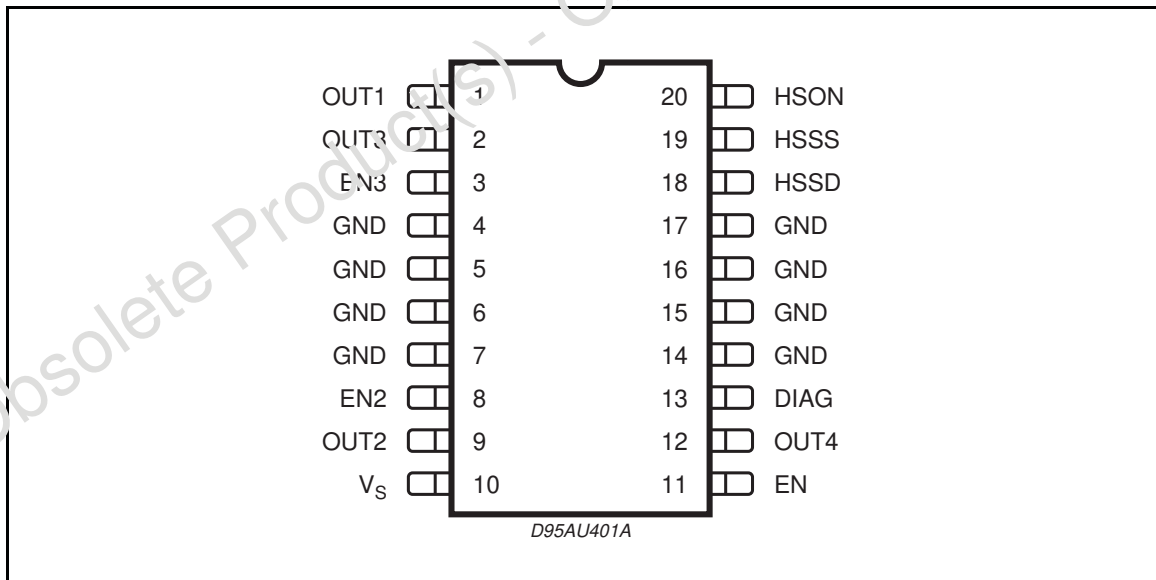 Obsolete Product(s) - O
OUT1 1 20 HSON
OUT3 2 19 HSSS
EN3 3 18 HSSD
GND 4 17 GND
GND 5 16 GND
GND 6 15 GND
GND 7 14 GND
EN2 8 13 DIAG
OUT2 9 12 OUT4
VS 10 11 EN
D95AU401A